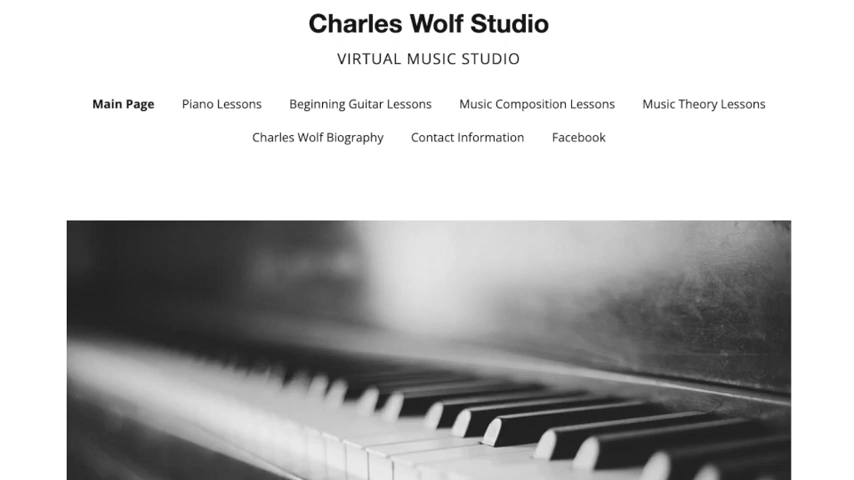 Charles Wolf Studio
VIRTUAL MUSIC STUDIO
Main Page Piano Lessons Beginning Guitar Lessons Music Composition Lessons Music Theory Lessons
Charles Wolf Biography Contact Information Facebook